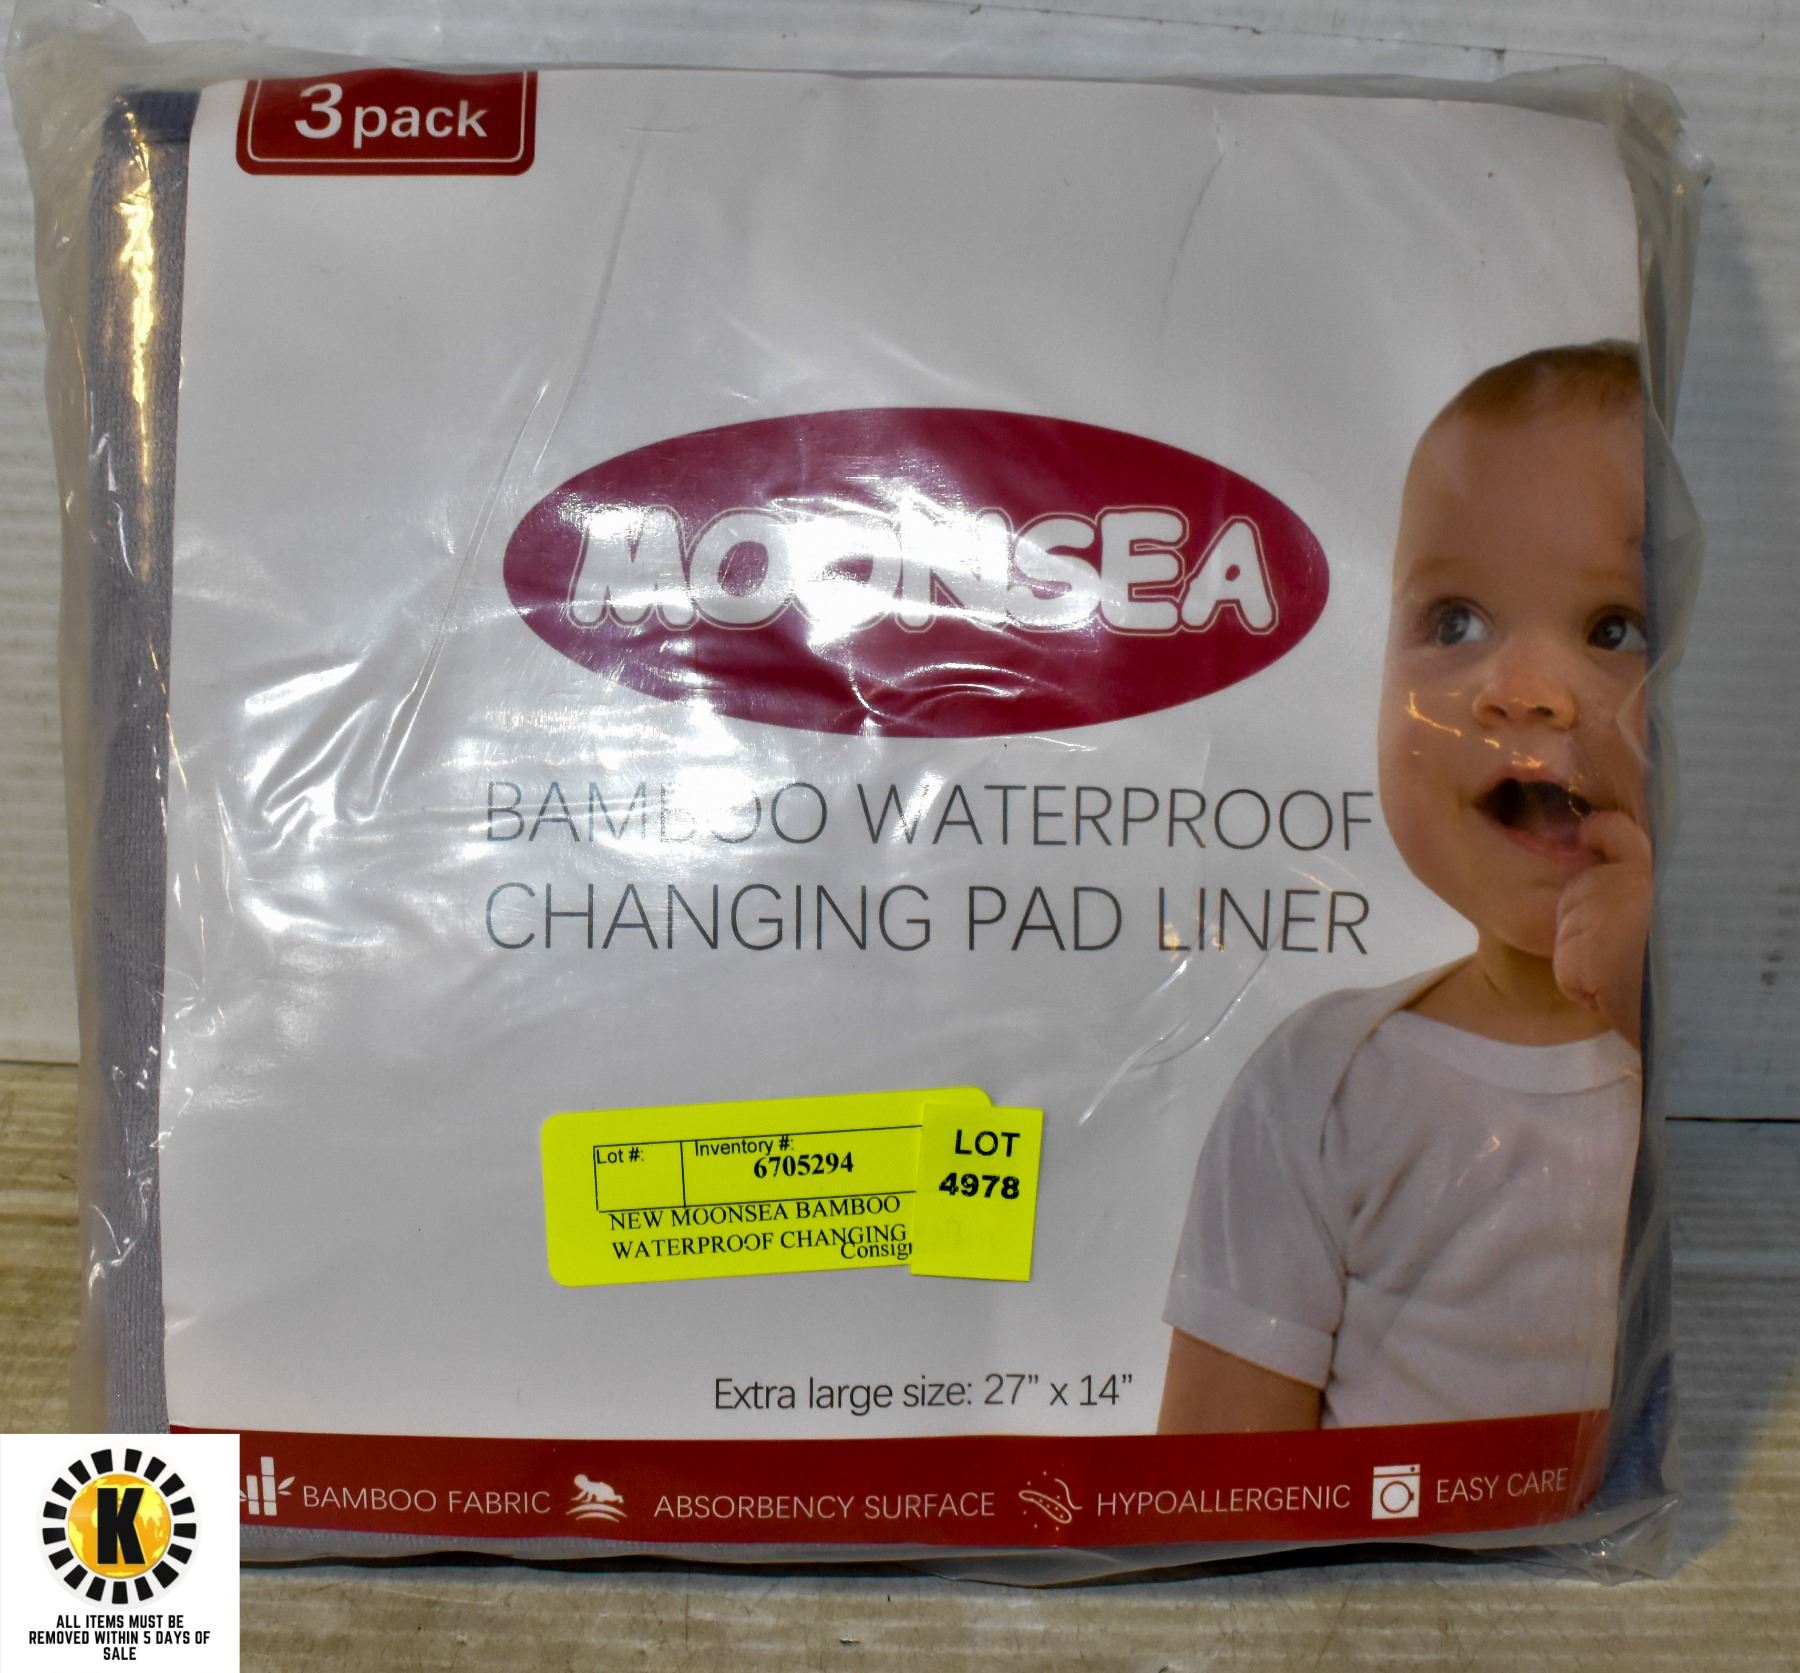 3 pack
MOONSEA
BAMBOO WATERPROOF
CHANGING PAD LINER
Lot #:
Inventory #:
6705294
NEW MOONSEA BAMBOO
WATERPROOF CHANGING
LOT
4978
Extra large size: 27” x 14”
BAMBOO FABRIC
ABSORBENCY SURFACE
HYPOALLERGENIC
EASY CARE
K
ALL ITEMS MUST BE
REMOVED WITHIN 5 DAYS OF
SALE